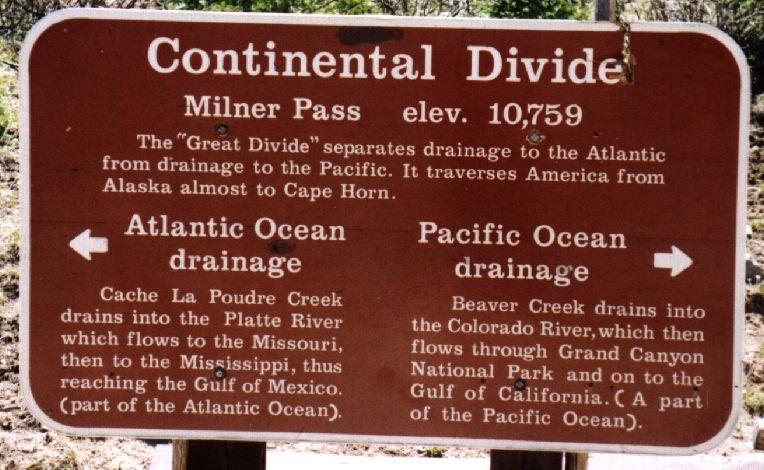 Continental Divide
Milner Pass elev. 10,759
The "Great Divide" separates drainage to the Atlantic
from drainage to the Pacific. It traverses America from
Alaska almost to Cape Horn.
Atlantic Ocean
drainage
Cache La Poudre Creek
drains into the Platte River
which flows to the Missouri,
then to the Mississippi, thus
reaching the Gulf of Mexico.
(part of the Atlantic Ocean).
Pacific Ocean
drainage
Beaver Creek drains into
the Colorado River, which then
flows through Grand Canyon
National Park and on to the
Gulf of California. ( A part
of the Pacific Ocean).